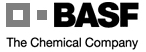 BASF
The Chemical Company